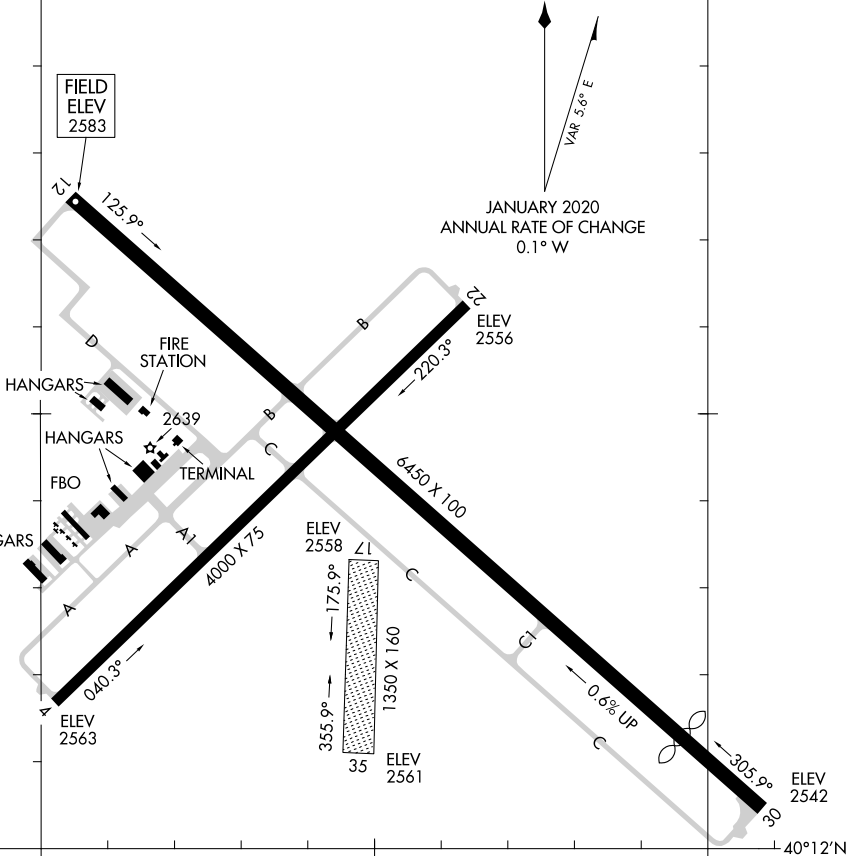 FIELD
ELEV
2583
VAR 5.6° E
JANUARY 2020
ANNUAL RATE OF CHANGE
0.1° W
12
125.9°
22
ELEV
2556
220.3°
B
B
D
FIRE
STATION
HANGARS
2639
HANGARS
TERMINAL
FBO
GARS
C
6450 X 100
A1
A
A
4000 X 75
ELEV
2558
17
175.9°
1350 X 160
355.9°
35
ELEV
2561
C
C1
0.6% UP
C
040.3°
4
ELEV
2563
305.9°
30
ELEV
2542
40°12'N